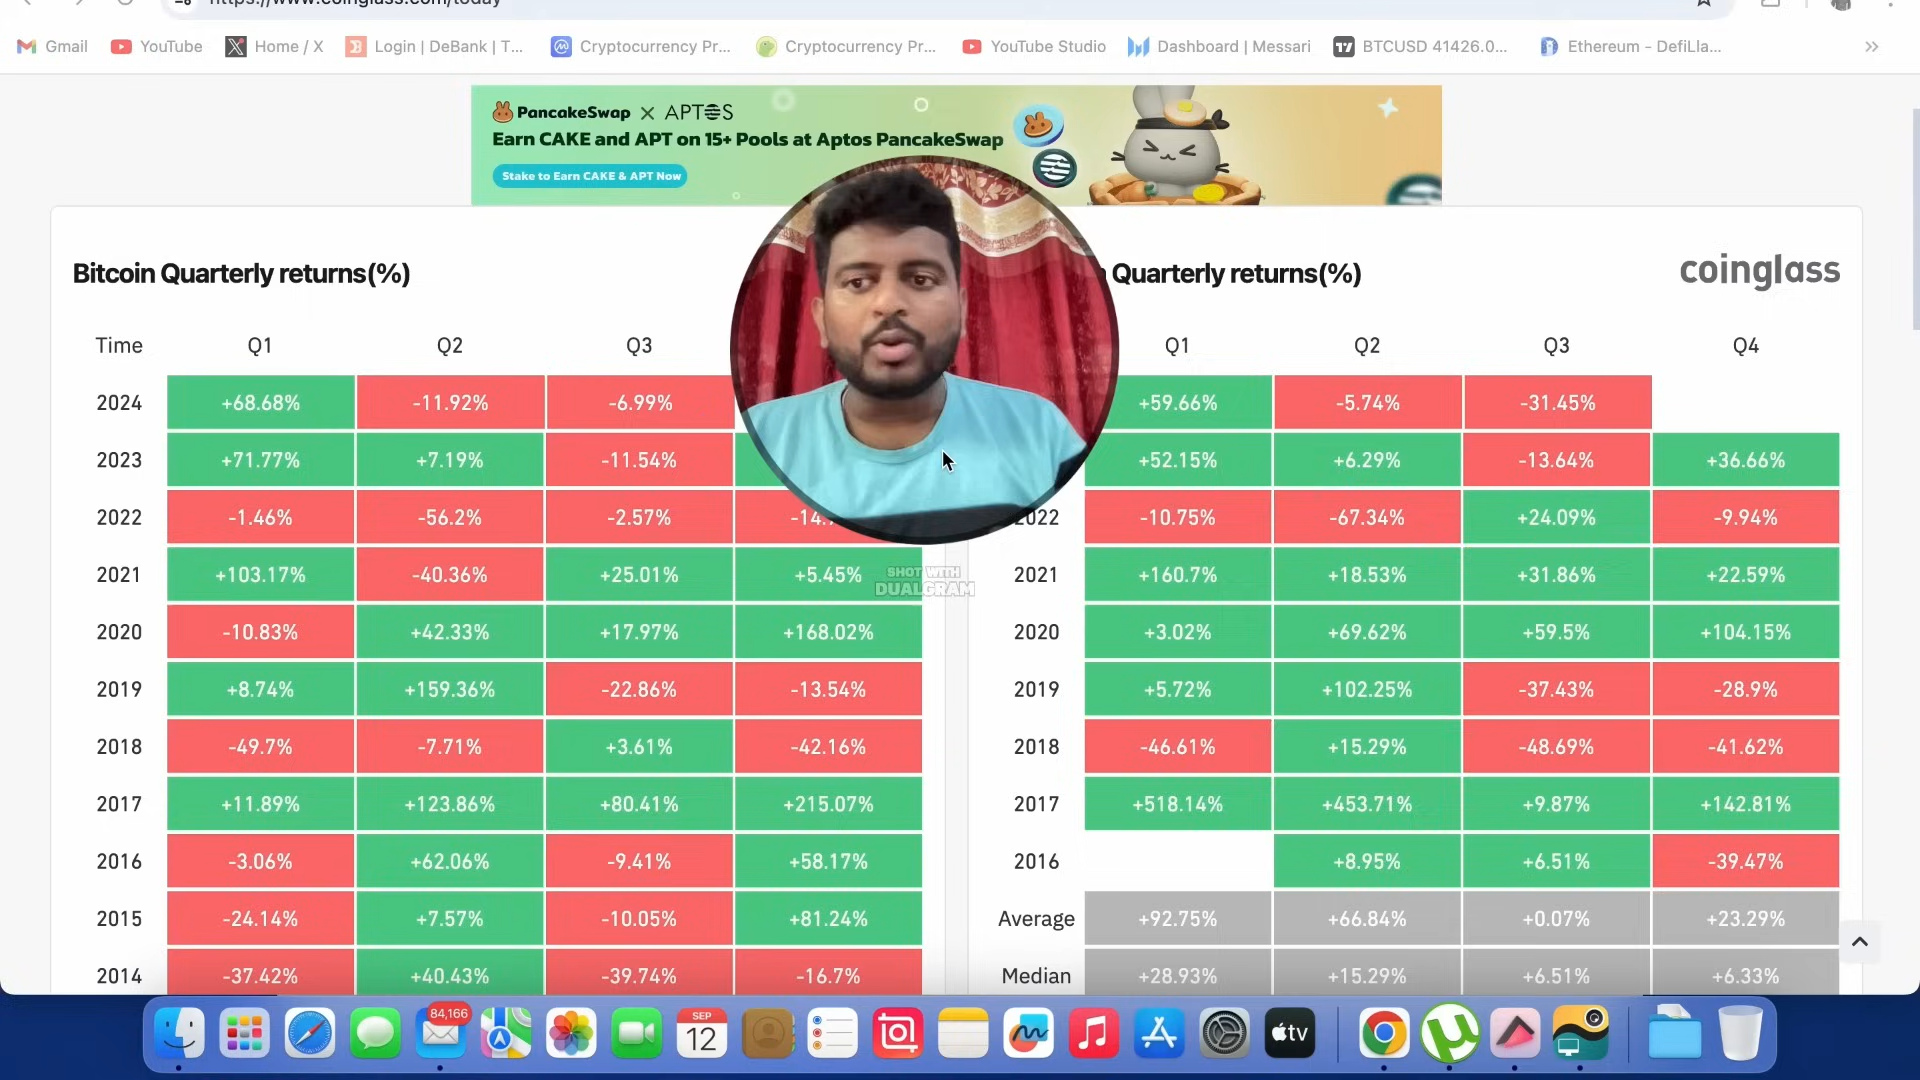 https://www.coinglass.com/today
Gmail YouTube Home / X Login | DeBank | T... Cryptocurrency Pr... Cryptocurrency Pr... YouTube Studio Dashboard | Messari BTCUSD 41426.0... Ethereum - DefiLla...
PancakeSwap X APTOS
Earn CAKE and APT on 15+ Pools at Aptos PancakeSwap
Stake to Earn CAKE & APT Now
Bitcoin Quarterly returns(%)
Time Q1 Q2 Q3
2024 +68.68% -11.92% -6.99%
2023 +71.77% +7.19% -11.54%
2022 -1.46% -56.2% -2.57% -14.
2021 +103.17% -40.36% +25.01% +5.45%
2020 -10.83% +42.33% +17.97% +168.02%
2019 +8.74% +159.36% -22.86% -13.54%
2018 -49.7% -7.71% +3.61% -42.16%
2017 +11.89% +123.86% +80.41% +215.07%
2016 -3.06% +62.06% -9.41% +58.17%
2015 -24.14% +7.57% -10.05% +81.24%
2014 -37.42% +40.43% -39.74% -16.7%
Quarterly returns(%)
coinglass
Q1 Q2 Q3 Q4
+59.66% -5.74% -31.45%
+52.15% +6.29% -13.64% +36.66%
2022 -10.75% -67.34% +24.09% -9.94%
2021 +160.7% +18.53% +31.86% +22.59%
2020 +3.02% +69.62% +59.5% +104.15%
2019 +5.72% +102.25% -37.43% -28.9%
2018 -46.61% +15.29% -48.69% -41.62%
2017 +518.14% +453.71% +9.87% +142.81%
2016 +8.95% +6.51% -39.47%
Average +92.75% +66.84% +0.07% +23.29%
Median +28.93% +15.29% +6.51% +6.33%
SHOT WITH
DUALGRAM
84,166
SEP
12
tv